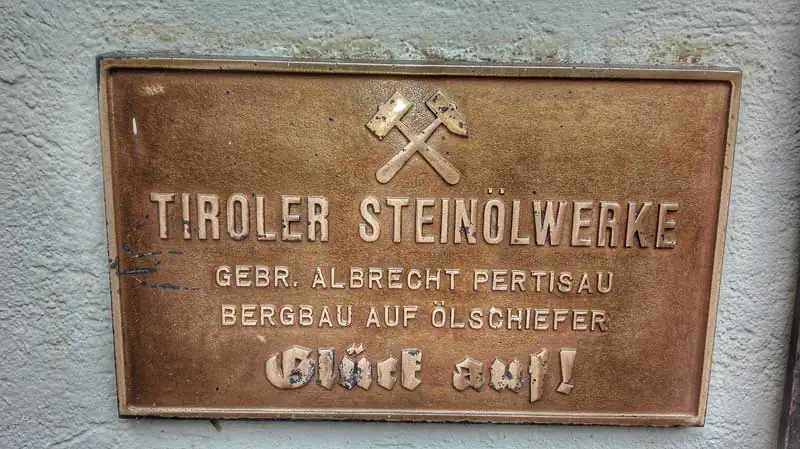 TIROLER STEINÖLWERKE
GEBR. ALBRECHT PERTISAU
BERGBAU AUF ÖLSCHIEFER
Glück auf!